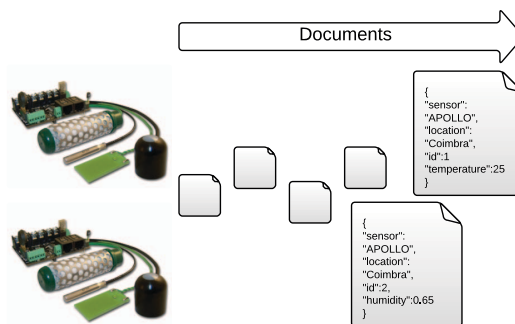 Documents
{
"sensor":
"APOLLO",
"location":
"Coimbra",
"id":1
"temperature":25
}
{
"sensor":
"APOLLO",
"location":
"Coimbra",
"id":2,
"humidity":0.65
}